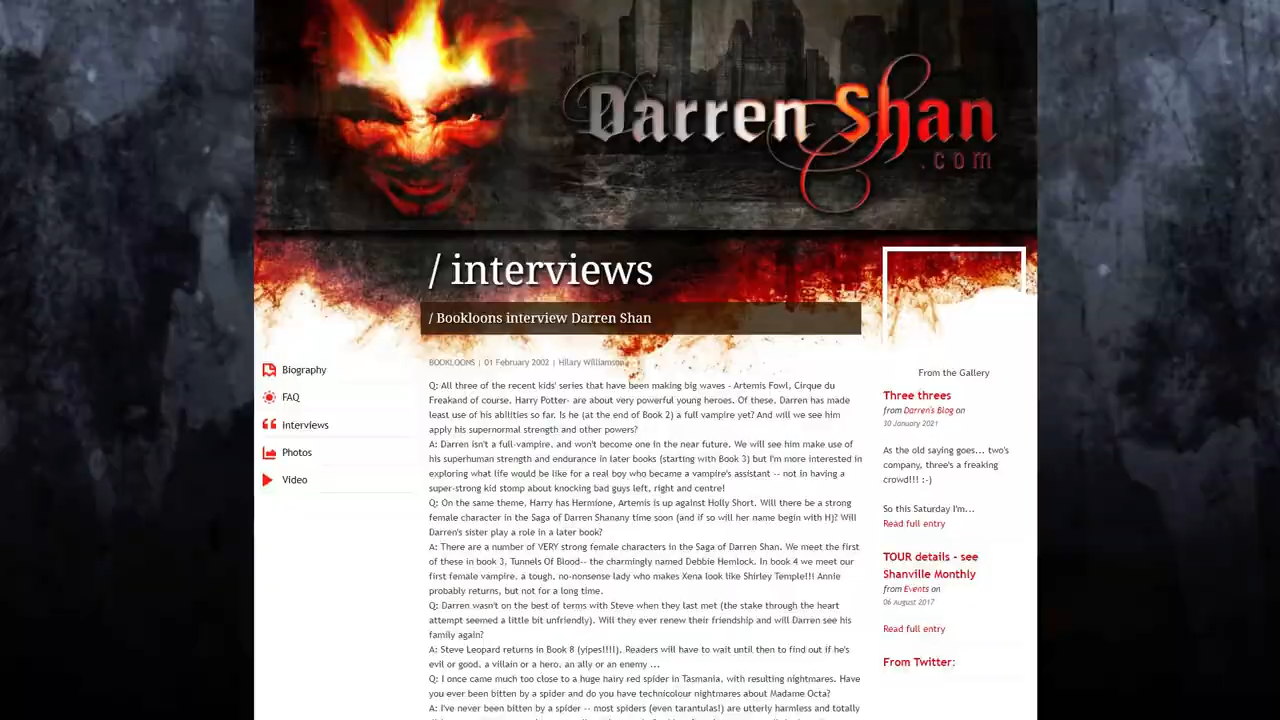 Darren Shan
.com
/ interviews
/ Bookloons interview Darren Shan
BOOKLOONS | 01 February 2002 | Hilary Williamson
Biography
FAQ
Interviews
Photos
Video
Q: All three of the recent kids' series that have been making big waves - Artemis Fowl, Cirque du
Freakand of course, Harry Potter- are about very powerful young heroes. Of these, Darren has made
least use of his abilities so far. Is he (at the end of Book 2) a full vampire yet? And will we see him
apply his supernormal strength and other powers?
A: Darren isn't a full-vampire, and won't become one in the near future. We will see him make use of
his superhuman strength and endurance in later books (starting with Book 3) but I'm more interested in
exploring what life would be like for a real boy who became a vampire's assistant -- not in having a
super-strong kid stomp about knocking bad guys left, right and centre!
Q: On the same theme, Harry has Hermione, Artemis is up against Holly Short. Will there be a strong
female character in the Saga of Darren Shanany time soon (and if so will her name begin with H)? Will
Darren's sister play a role in a later book?
A: There are a number of VERY strong female characters in the Saga of Darren Shan. We meet the first
of these in book 3, Tunnels Of Blood-- the charmingly named Debbie Hemlock. In book 4 we meet our
first female vampire, a tough, no-nonsense lady who makes Xena look like Shirley Temple!!! Annie
probably returns, but not for a long time.
Q: Darren wasn't on the best of terms with Steve when they last met (the stake through the heart
attempt seemed a little bit unfriendly). Will they ever renew their friendship and will Darren see his
family again?
A: Steve Leopard returns in Book 8 (yipes!!!!). Readers will have to wait until then to find out if he's
evil or good, a villain or a hero, an ally or an enemy ...
Q: I once came much too close to a huge hairy red spider in Tasmania, with resulting nightmares. Have
you ever been bitten by a spider and do you have technicolour nightmares about Madame Octa?
A: I've never been bitten by a spider -- most spiders (even tarantulas!) are utterly harmless and totally
From the Gallery
Three threes
from Darren's Blog on
30 January 2021
As the old saying goes... two's
company, three's a freaking
crowd!!! :-)
So this Saturday I'm...
Read full entry
TOUR details - see
Shanville Monthly
from Events on
06 August 2017
Read full entry
From Twitter: